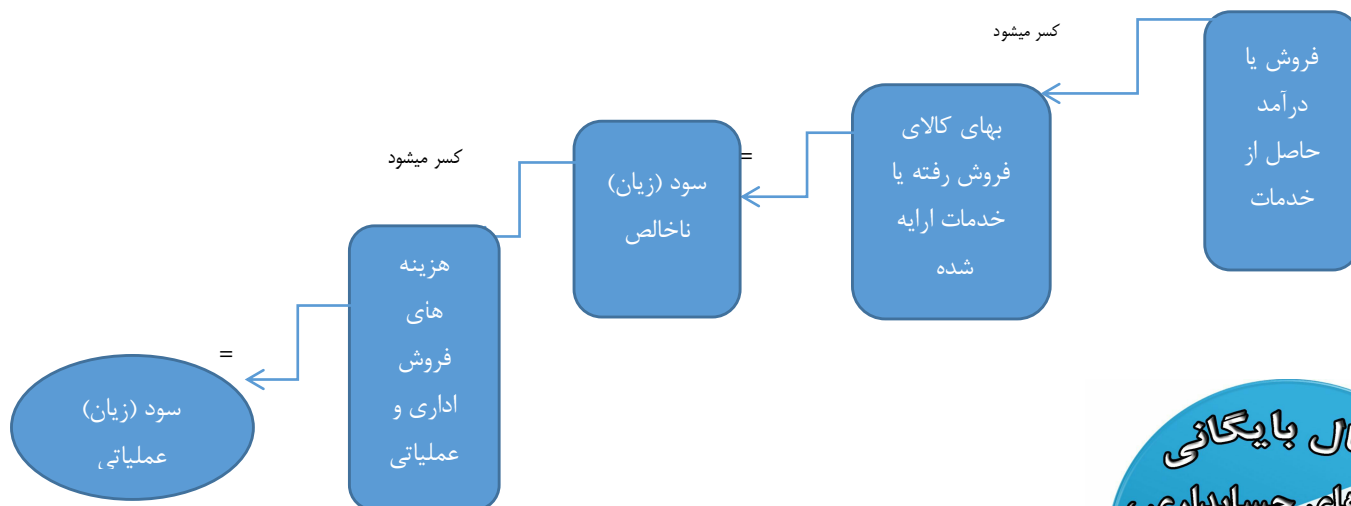 فروش یا
درآمد
حاصل از
خدمات
کسر میشود
بهای کالای
فروش رفته یا
خدمات ارایه
شده
=
سود (زیان)
ناخالص
کسر میشود
هزینه
های
فروش
اداری و
عملیاتی
=
سود (زیان)
عملیاتی
بایگانی